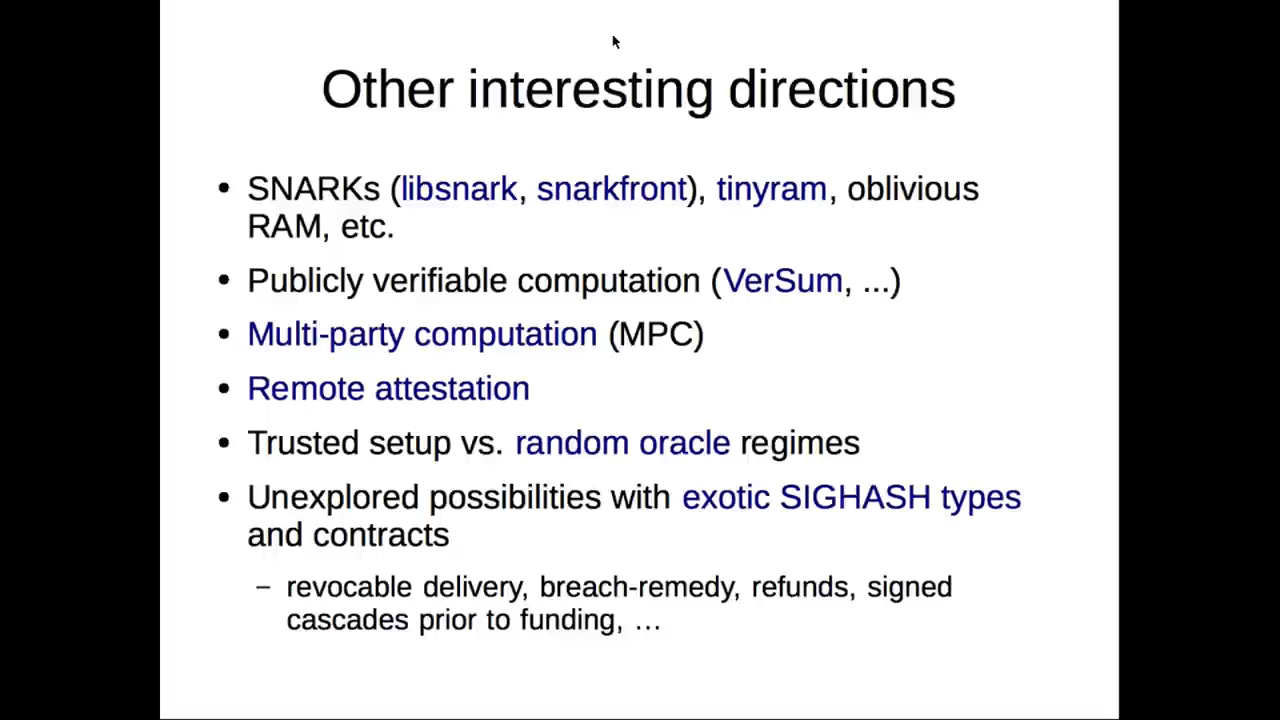 Other interesting directions
• SNARKs (libsnark, snarkfront), tinyram, oblivious
RAM, etc.
• Publicly verifiable computation (VerSum, ...)
• Multi-party computation (MPC)
• Remote attestation
• Trusted setup vs. random oracle regimes
• Unexplored possibilities with exotic SIGHASH types
and contracts
– revocable delivery, breach-remedy, refunds, signed
cascades prior to funding, …